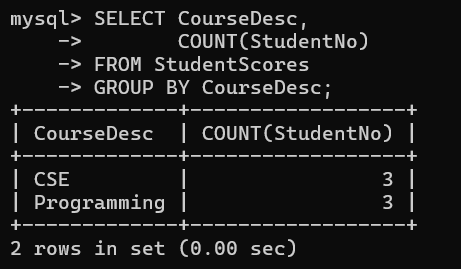 mysql> SELECT CourseDesc,
    ->        COUNT(StudentNo)
    -> FROM StudentScores
    -> GROUP BY CourseDesc;
+-------------+------------------+
| CourseDesc  | COUNT(StudentNo) |
+-------------+------------------+
| CSE         |                3 |
| Programming |                3 |
+-------------+------------------+
2 rows in set (0.00 sec)